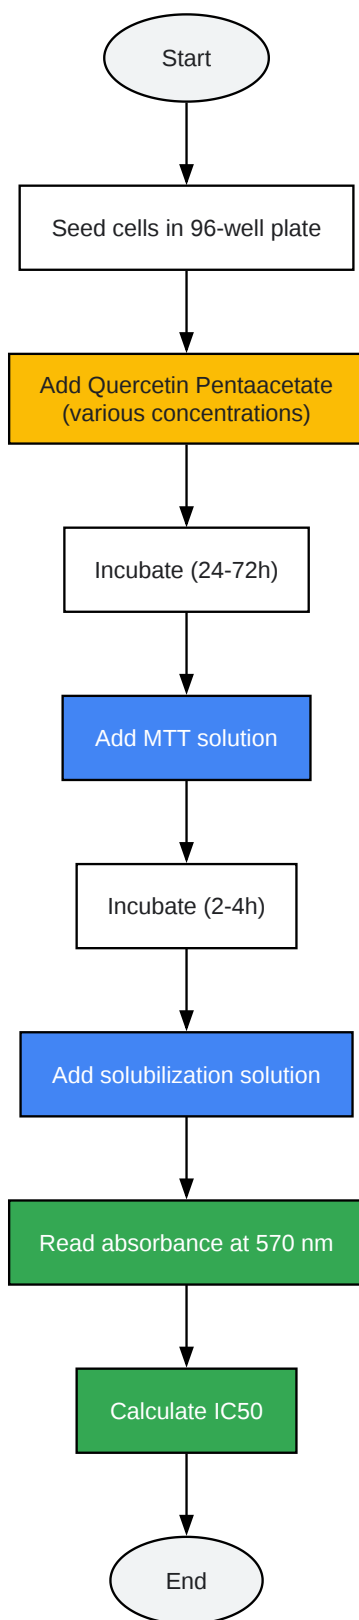 Start
Seed cells in 96-well plate
Add Quercetin Pentaacetate
(various concentrations)
Incubate (24-72h)
Add MTT solution
Incubate (2-4h)
Add solubilization solution
Read absorbance at 570 nm
Calculate IC50
End